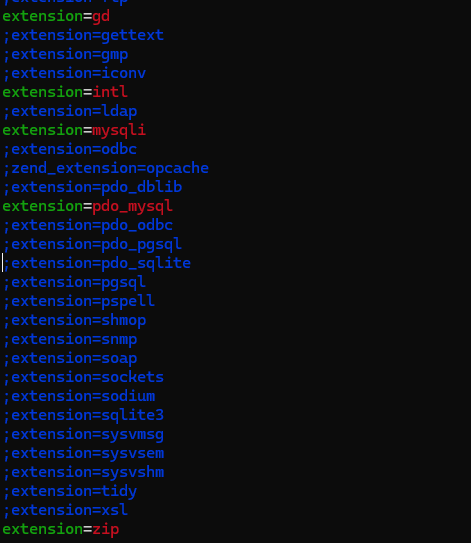 extension=gd
;extension=gettext
;extension=gmp
;extension=iconv
extension=intl
;extension=ldap
extension=mysqli
;extension=odbc
;zend_extension=opcache
;extension=pdo_dblib
extension=pdo_mysql
;extension=pdo_odbc
;extension=pdo_pgsql
;extension=pdo_sqlite
;extension=pgsql
;extension=pspell
;extension=shmop
;extension=snmp
;extension=soap
;extension=sockets
;extension=sodium
;extension=sqlite3
;extension=sysvmsg
;extension=sysvsem
;extension=sysvshm
;extension=tidy
;extension=xsl
extension=zip